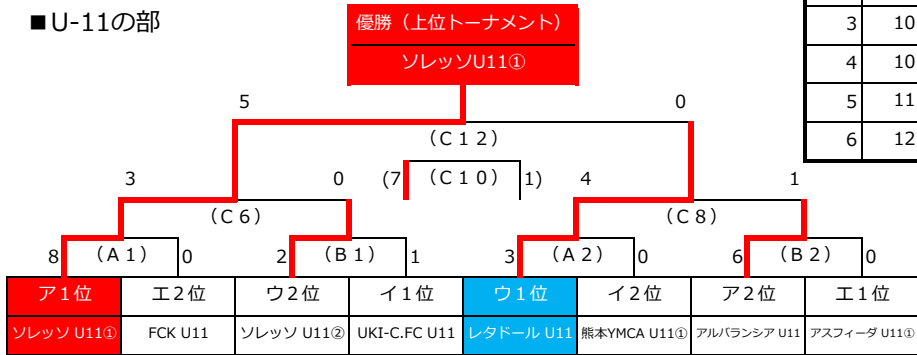 ■U-11の部
優勝（上位トーナメント）
ソレッソU11①
3 10
4 10
5 11
6 12
5 0
（C12）
3 0 (7 （C10） 1) 4 1
（C6） （C8）
8 （A1） 0 2 （B1） 1 3 （A2） 0 6 （B2） 0
ア1位 エ2位 ウ2位 イ1位 ウ1位 イ2位 ア2位 エ1位
ソレッソ U11① FCK U11 ソレッソ U11② UKI-C.FC U11 レタドール U11 熊本YMCA U11① アルバランシア U11 アスフィーダ U11①